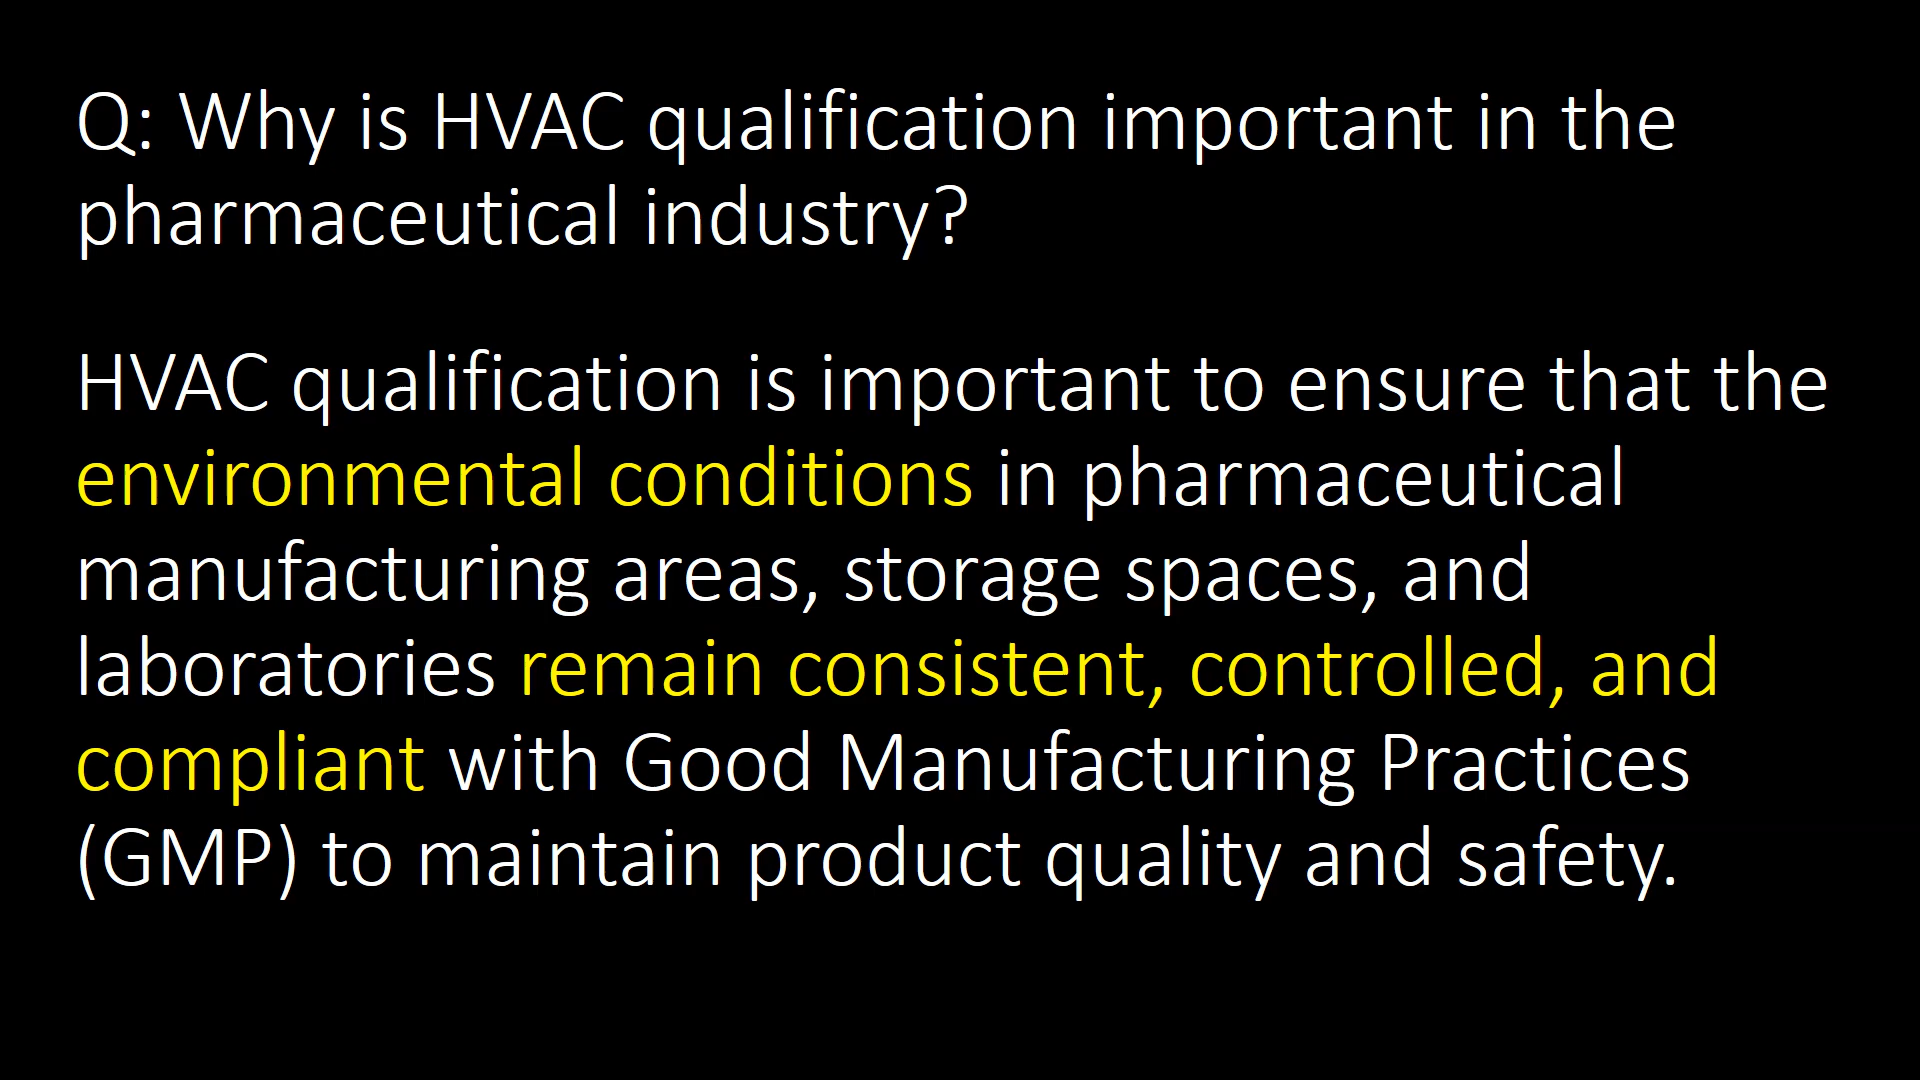 Q: Why is HVAC qualification important in the
pharmaceutical industry?
HVAC qualification is important to ensure that the
environmental conditions in pharmaceutical
manufacturing areas, storage spaces, and
laboratories remain consistent, controlled, and
compliant with Good Manufacturing Practices
(GMP) to maintain product quality and safety.